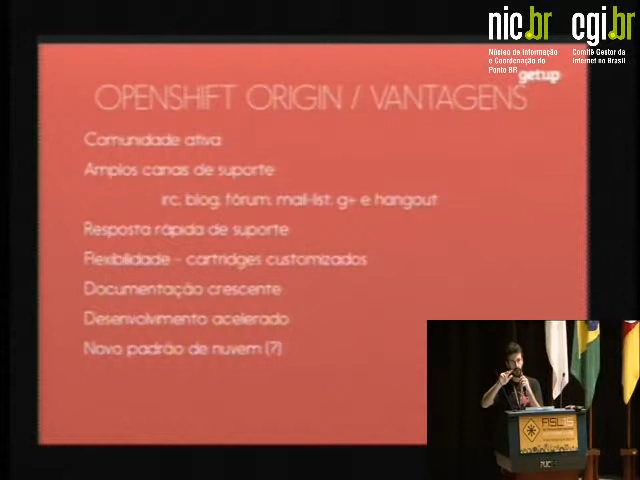 nic.br cgi.br
Núcleo de Informação
e Coordenação do
Ponto BR
Comitê Gestor da
Internet no Brasil
getup
OPENSHIFT ORIGIN / VANTAGENS
Comunidade ativa
Amplos canais de suporte
irc, blog, fórum, mail-list, g+ e hangout
Resposta rápida de suporte
Flexibilidade - cartridges customizados
Documentação crescente
Desenvolvimento acelerado
Novo padrão de nuvem (?)
FISL15